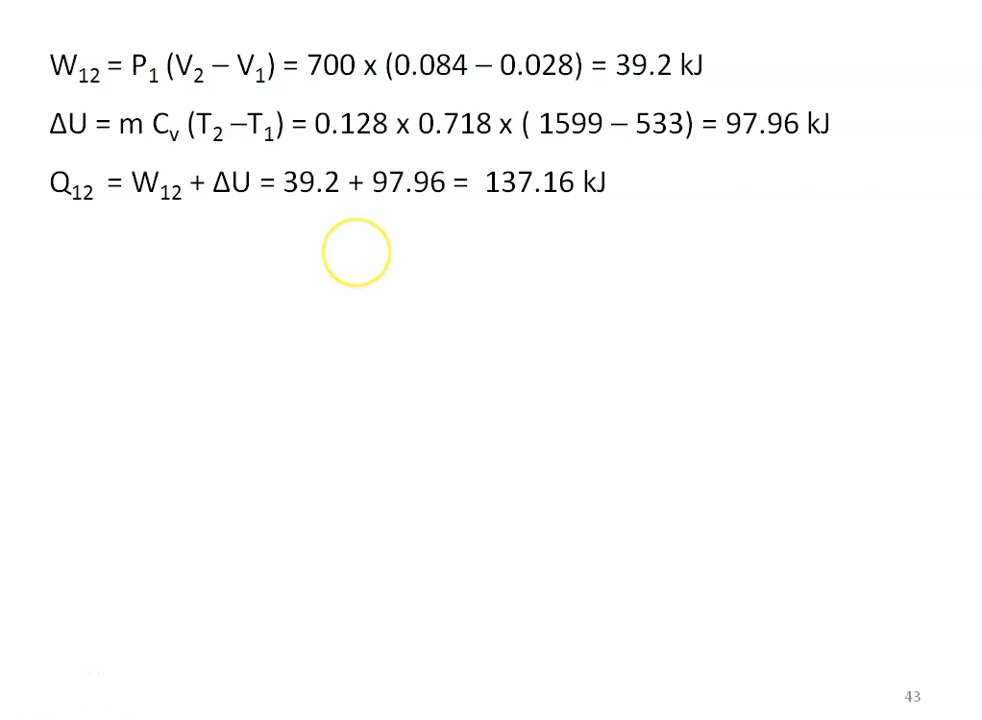 W₁₂ = P₁ (V₂ – V₁) = 700 x (0.084 – 0.028) = 39.2 kJ
ΔU = m Cᵥ (T₂ –T₁) = 0.128 x 0.718 x ( 1599 – 533) = 97.96 kJ
Q₁₂ = W₁₂ + ΔU = 39.2 + 97.96 = 137.16 kJ
43